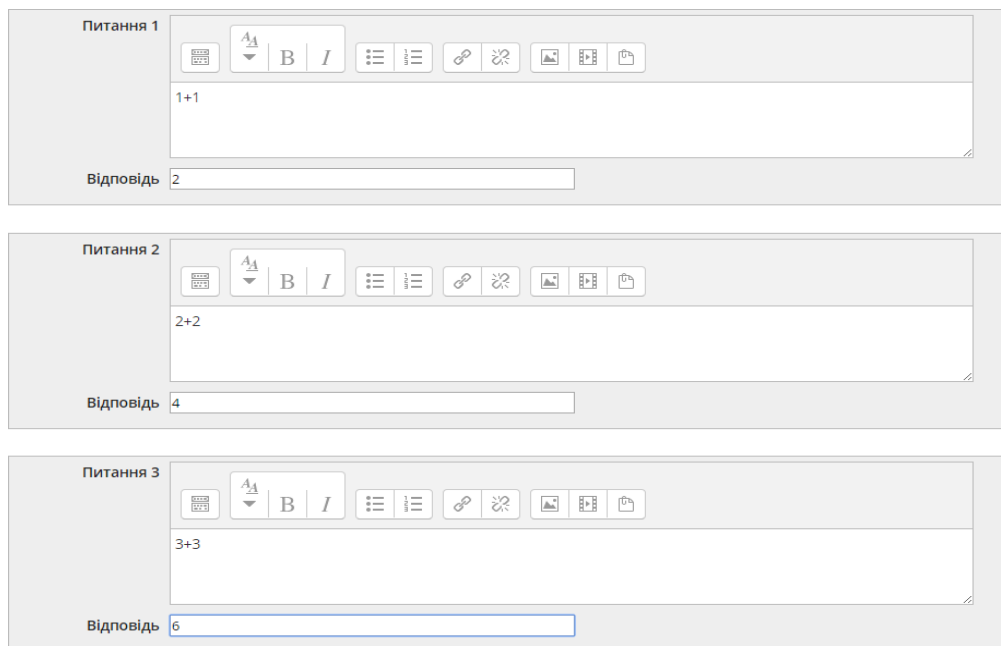 Питання 1
1+1
Відповідь 2
Питання 2
2+2
Відповідь 4
Питання 3
3+3
Відповідь 6